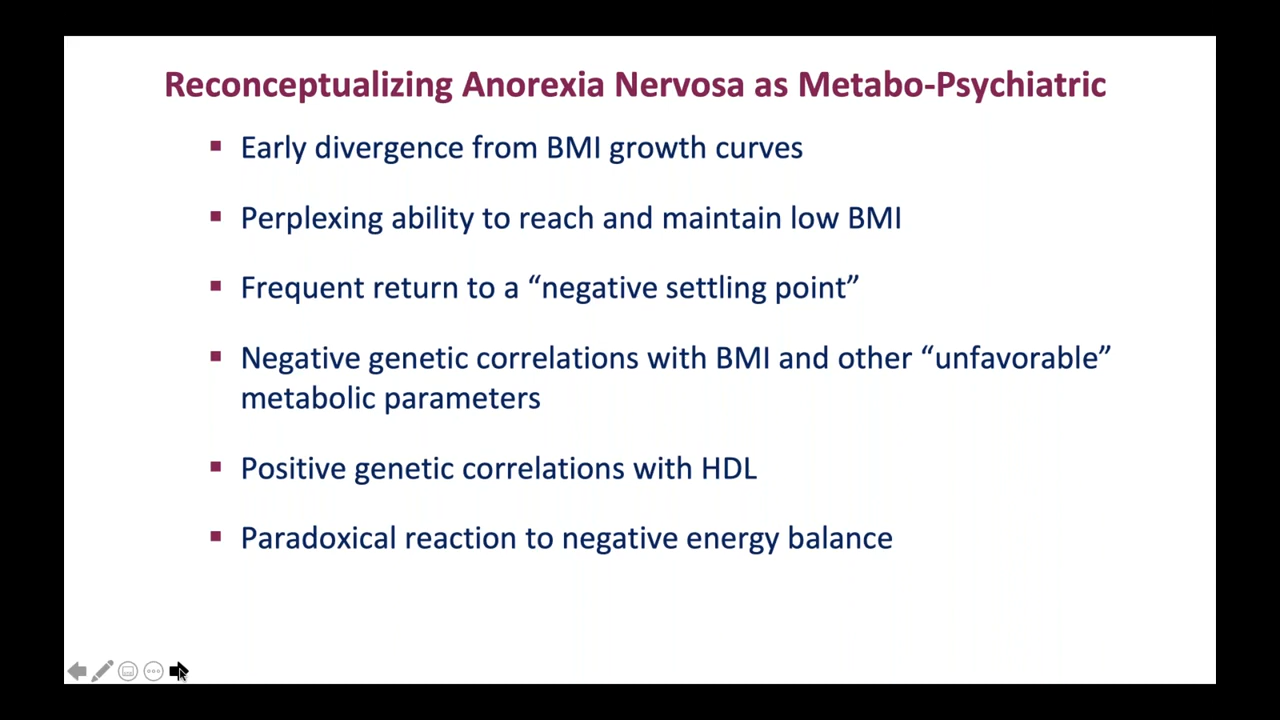 Reconceptualizing Anorexia Nervosa as Metabo-Psychiatric
Early divergence from BMI growth curves
Perplexing ability to reach and maintain low BMI
Frequent return to a “negative settling point”
Negative genetic correlations with BMI and other “unfavorable”
metabolic parameters
Positive genetic correlations with HDL
Paradoxical reaction to negative energy balance